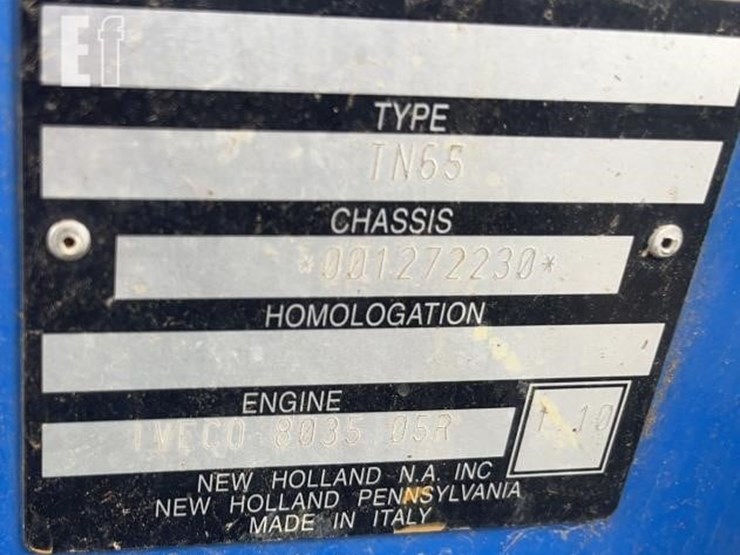 Ef
TYPE
TN65
CHASSIS
*001272230*
HOMOLOGATION
ENGINE
IVECO 8035.05R
1.10
NEW HOLLAND N.A. INC
NEW HOLLAND PENNSYLVANIA
MADE IN ITALY